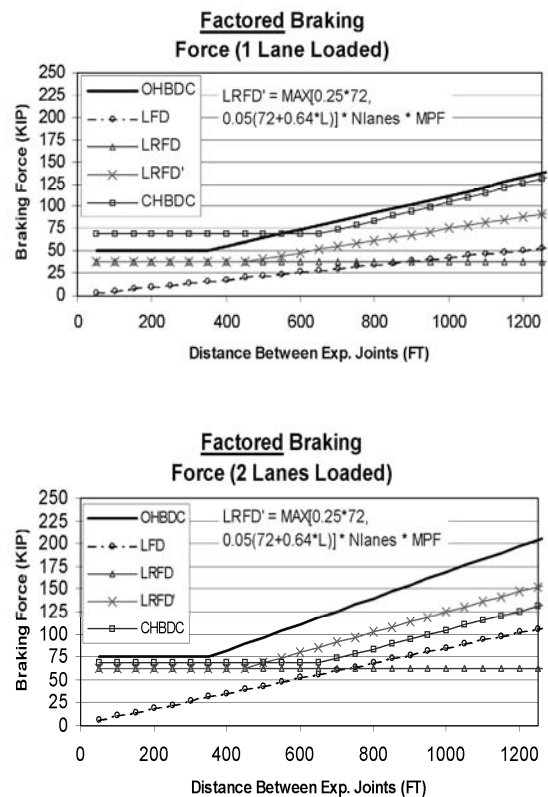 Factored Braking
Force (1 Lane Loaded)
Braking Force (KIP)
250
225
200
175
150
125
100
75
50
25
0
OHBDC
LFD
LRFD
LRFD'
CHBDC
LRFD' = MAX[0.25*72,
0.05(72+0.64*L)] * Nlanes * MPF
0
200
400
600
800
1000
1200
Distance Between Exp. Joints (FT)
Factored Braking
Force (2 Lanes Loaded)
Braking Force (KIP)
250
225
200
175
150
125
100
75
50
25
0
OHBDC
LFD
LRFD
LRFD'
CHBDC
LRFD' = MAX[0.25*72,
0.05(72+0.64*L)] * Nlanes * MPF
0
200
400
600
800
1000
1200
Distance Between Exp. Joints (FT)